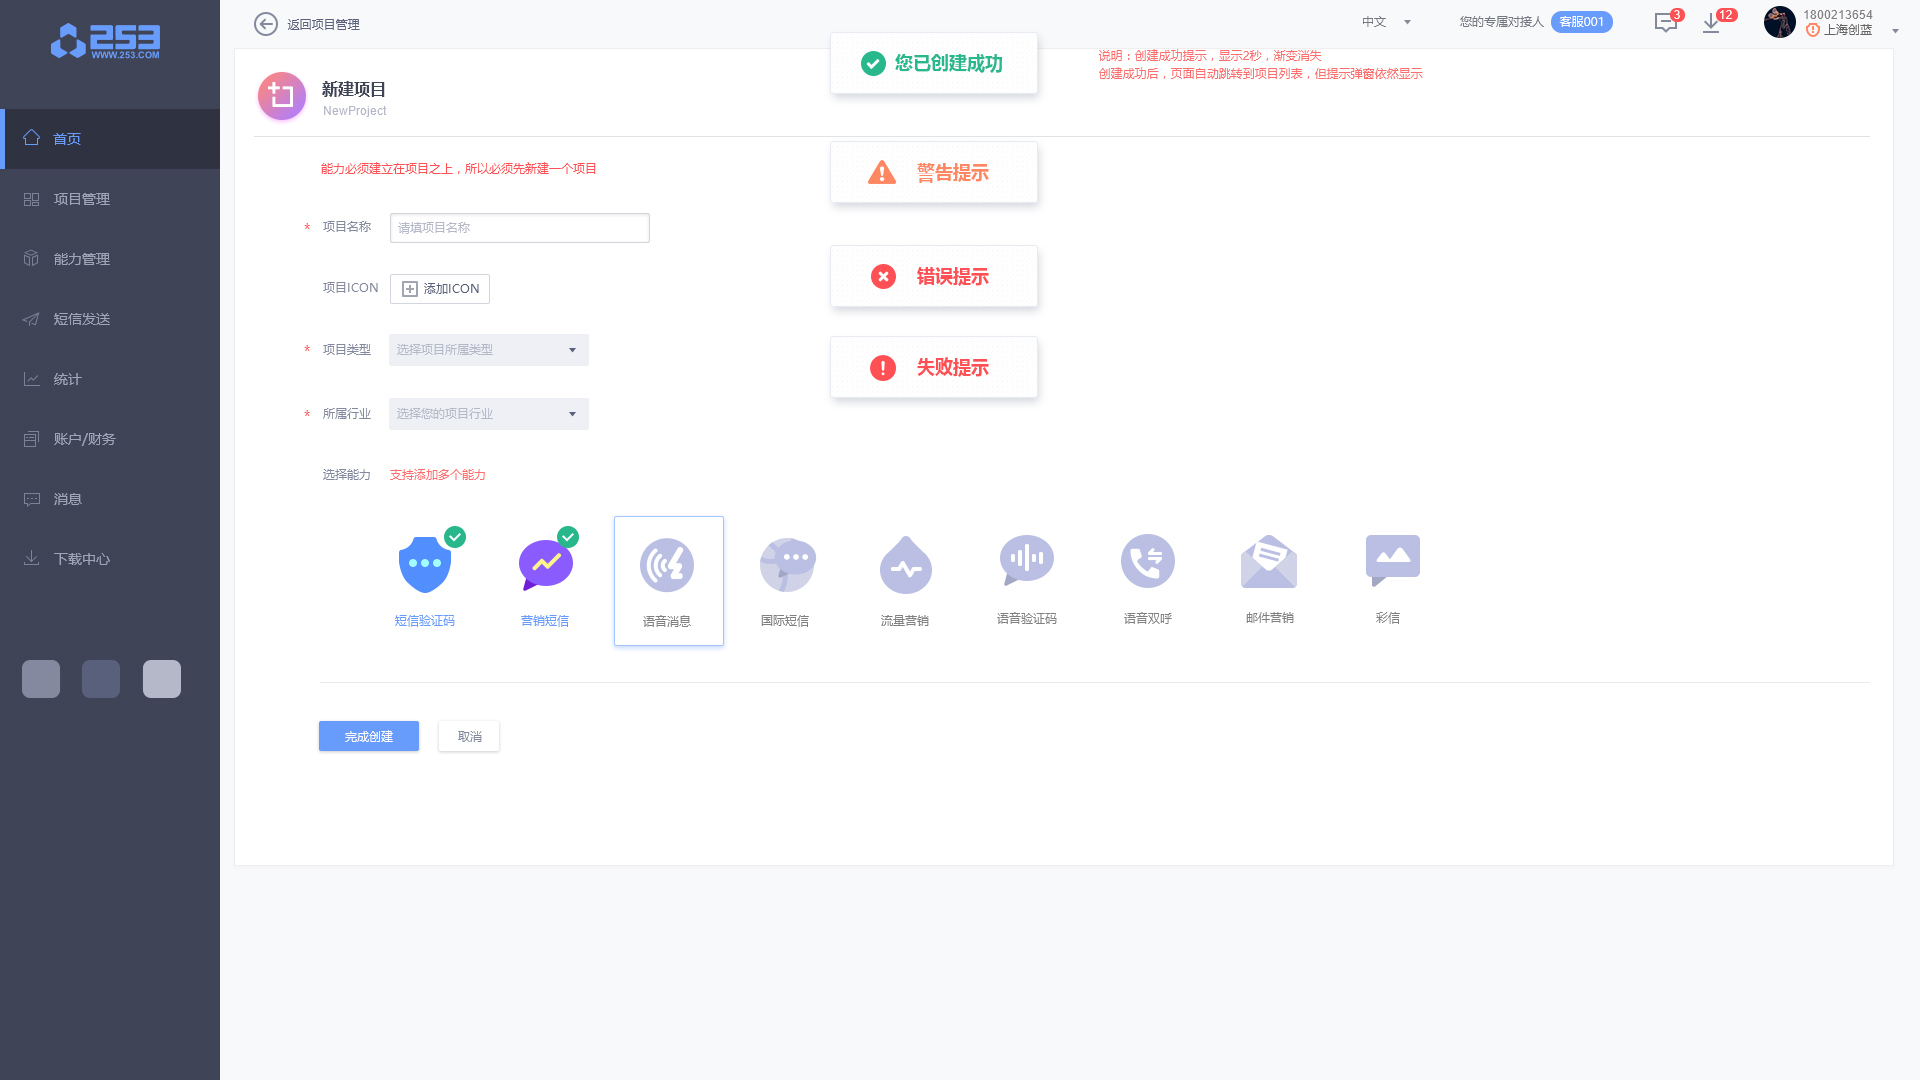 253
WWW.253.COM
首页
项目管理
能力管理
短信发送
统计
账户/财务
消息
下载中心
返回项目管理
中文
您的专属对接人 客服001
3
12
1800213654
上海创蓝
您已创建成功
说明：创建成功提示，显示2秒，渐变消失
创建成功后，页面自动跳转到项目列表，但提示弹窗依然显示
新建项目
NewProject
警告提示
能力必须建立在项目之上，所以必须先新建一个项目
* 项目名称 请填项目名称
错误提示
项目ICON 添加ICON
* 项目类型 选择项目所属类型
失败提示
* 所属行业 选择您的项目行业
选择能力 支持添加多个能力
短信验证码 营销短信 语音消息 国际短信 流量营销 语音验证码 语音双呼 邮件营销 彩信
完成创建 取消